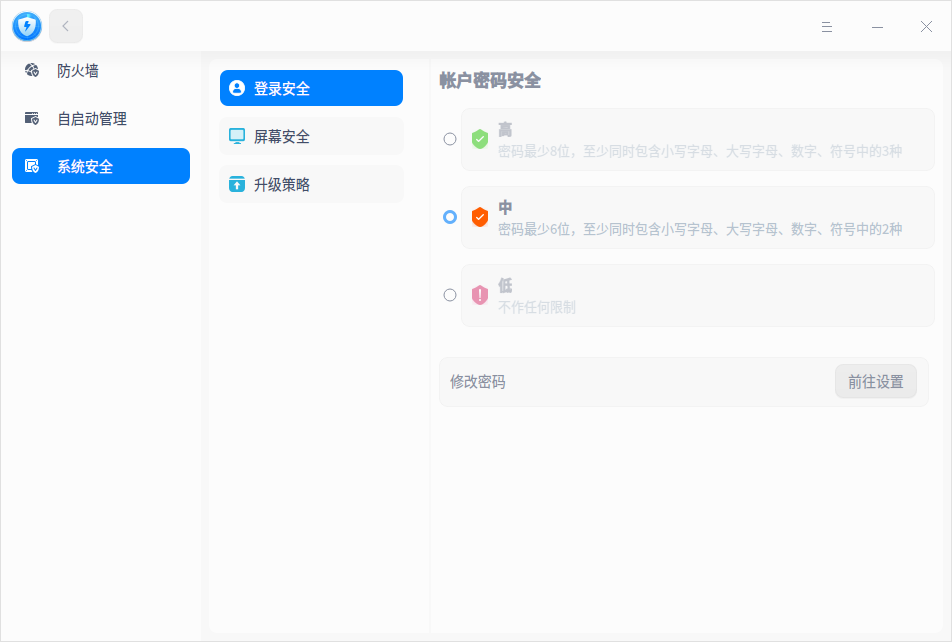 防火墙
自启动管理
系统安全
登录安全
屏幕安全
升级策略
帐户密码安全
高
密码最少8位，至少同时包含小写字母、大写字母、数字、符号中的3种
中
密码最少6位，至少同时包含小写字母、大写字母、数字、符号中的2种
低
不作任何限制
修改密码
前往设置